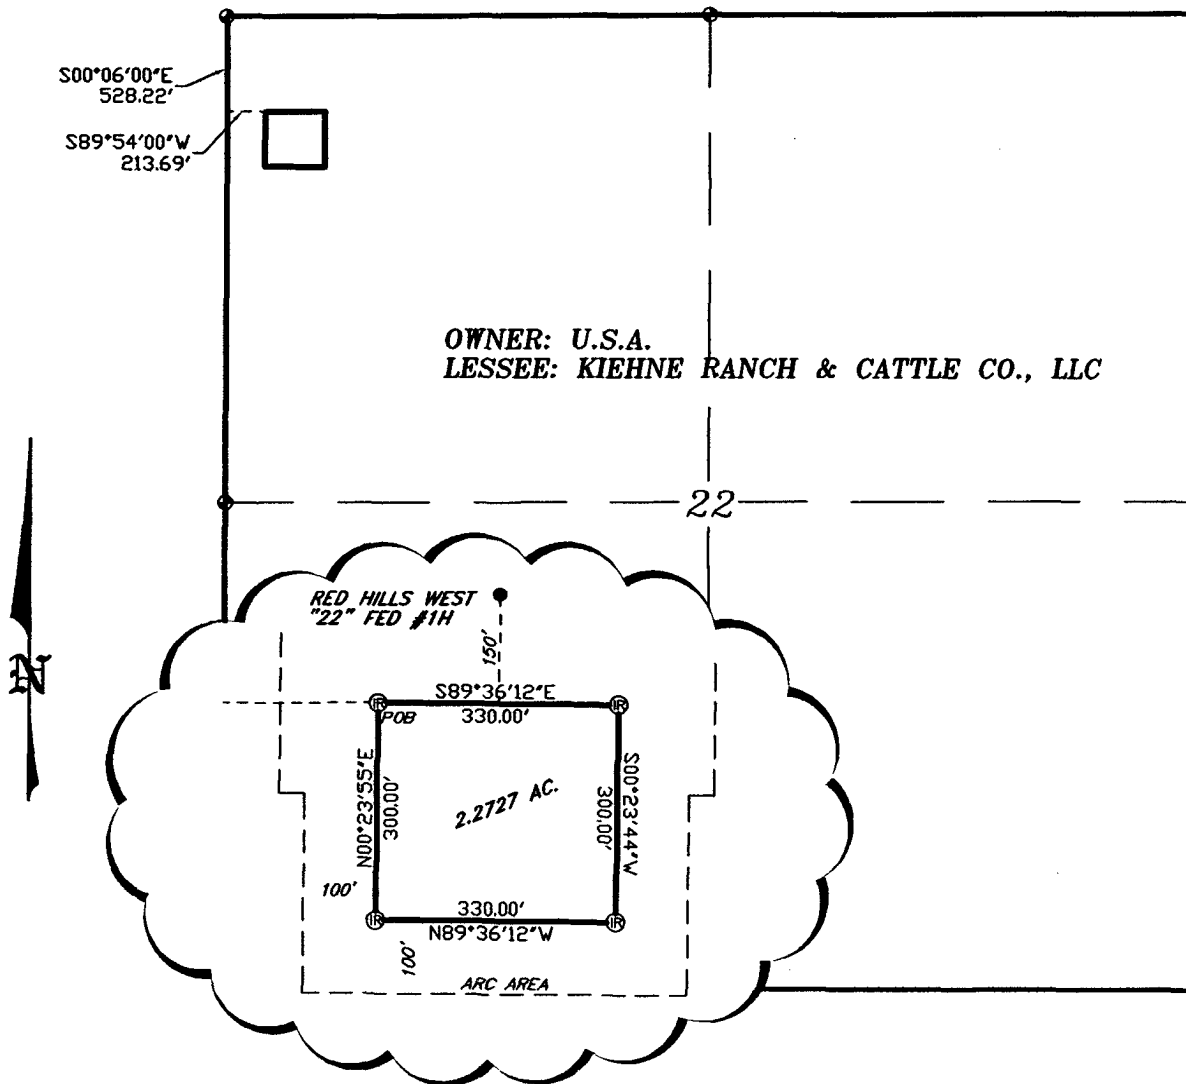 S00°06'00"E
528.22'
S89°54'00"W
213.69'
OWNER: U.S.A.
LESSEE: KIEHNE RANCH & CATTLE CO., LLC
22
N
RED HILLS WEST
"22" FED #1H
150'
S89°36'12"E
330.00'
IR
IR
POB
N00°23'55"E
300.00'
2.2727 AC.
S00°23'44"W
300.00'
100'
330.00'
IR
IR
N89°36'12"W
100'
ARC AREA